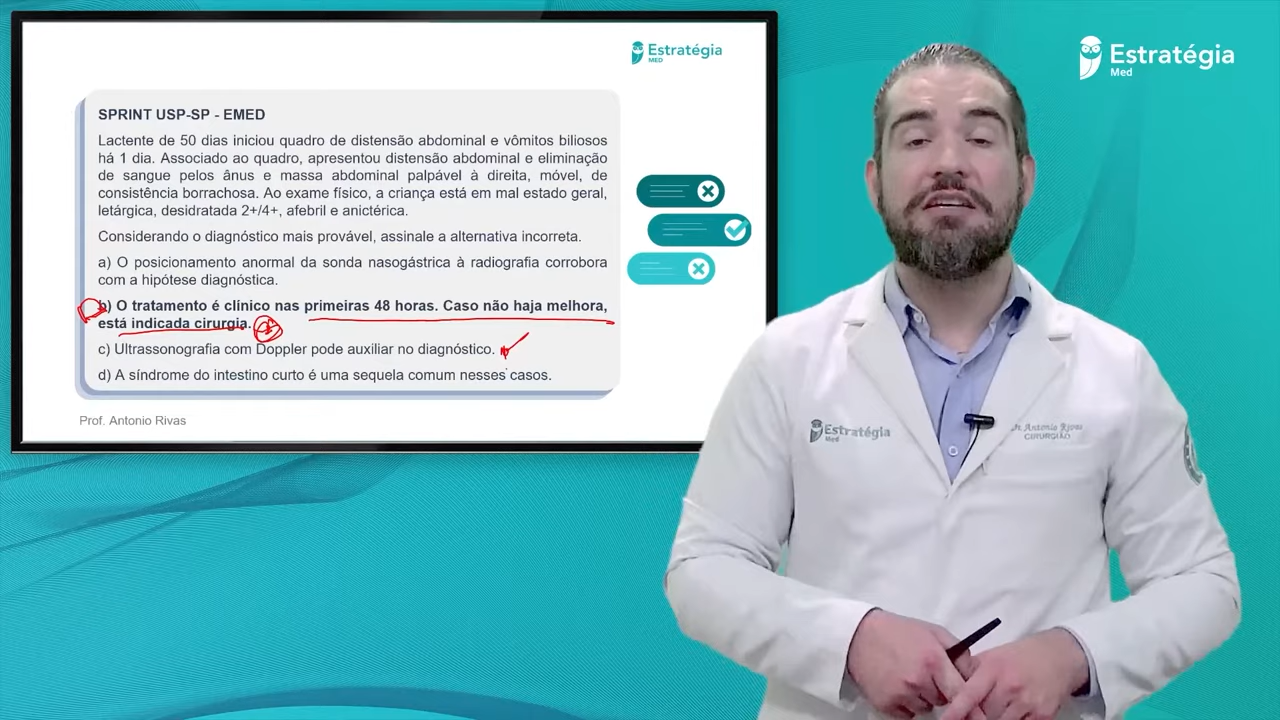 Estratégia
MED
SPRINT USP-SP - EMED
Lactente de 50 dias iniciou quadro de distensão abdominal e vômitos biliosos
há 1 dia. Associado ao quadro, apresentou distensão abdominal e eliminação
de sangue pelos ânus e massa abdominal palpável à direita, móvel, de
consistência borrachosa. Ao exame físico, a criança está em mal estado geral,
letárgica, desidratada 2+/4+, afebril e anictérica.
Considerando o diagnóstico mais provável, assinale a alternativa incorreta.
a) O posicionamento anormal da sonda nasogástrica à radiografia corrobora
com a hipótese diagnóstica.
b) O tratamento é clínico nas primeiras 48 horas. Caso não haja melhora,
está indicada cirurgia.
c) Ultrassonografia com Doppler pode auxiliar no diagnóstico.
d) A síndrome do intestino curto é uma sequela comum nesses casos.
Prof. Antonio Rivas
Estratégia
Med
Estratégia
Med
Dr. Antonio Rivas
CIRURGIÃO